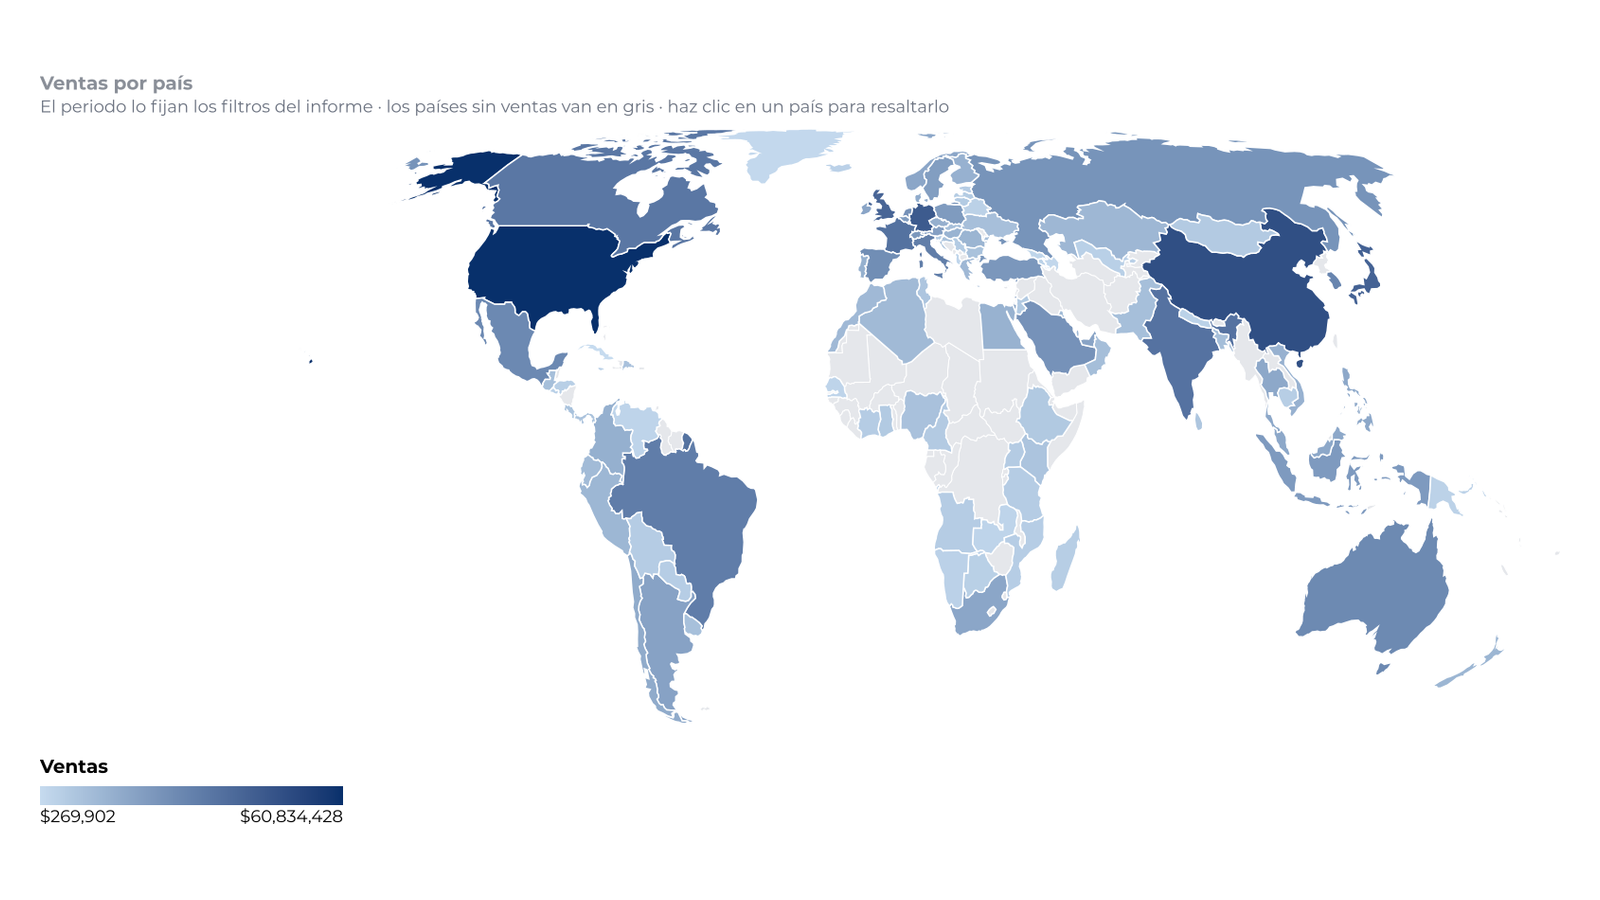 Ventas por país
El periodo lo fijan los filtros del informe · los países sin ventas van en gris · haz clic en un país para resaltarlo
Ventas
$269,902 $60,834,428